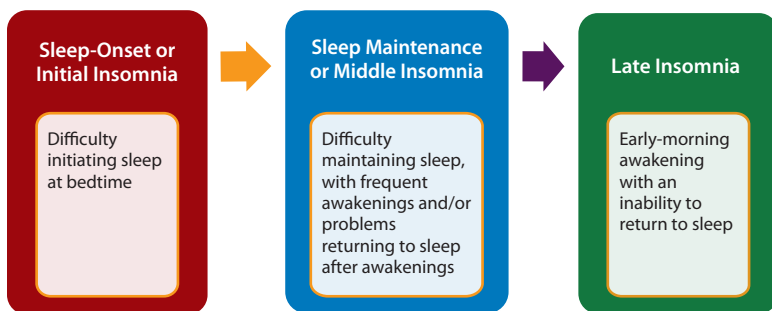 Sleep-Onset or
Initial Insomnia
Difficulty
initiating sleep
at bedtime
Sleep Maintenance
or Middle Insomnia
Difficulty
maintaining sleep,
with frequent
awakenings and/or
problems
returning to sleep
after awakenings
Late Insomnia
Early-morning
awakening
with an
inability to
return to sleep